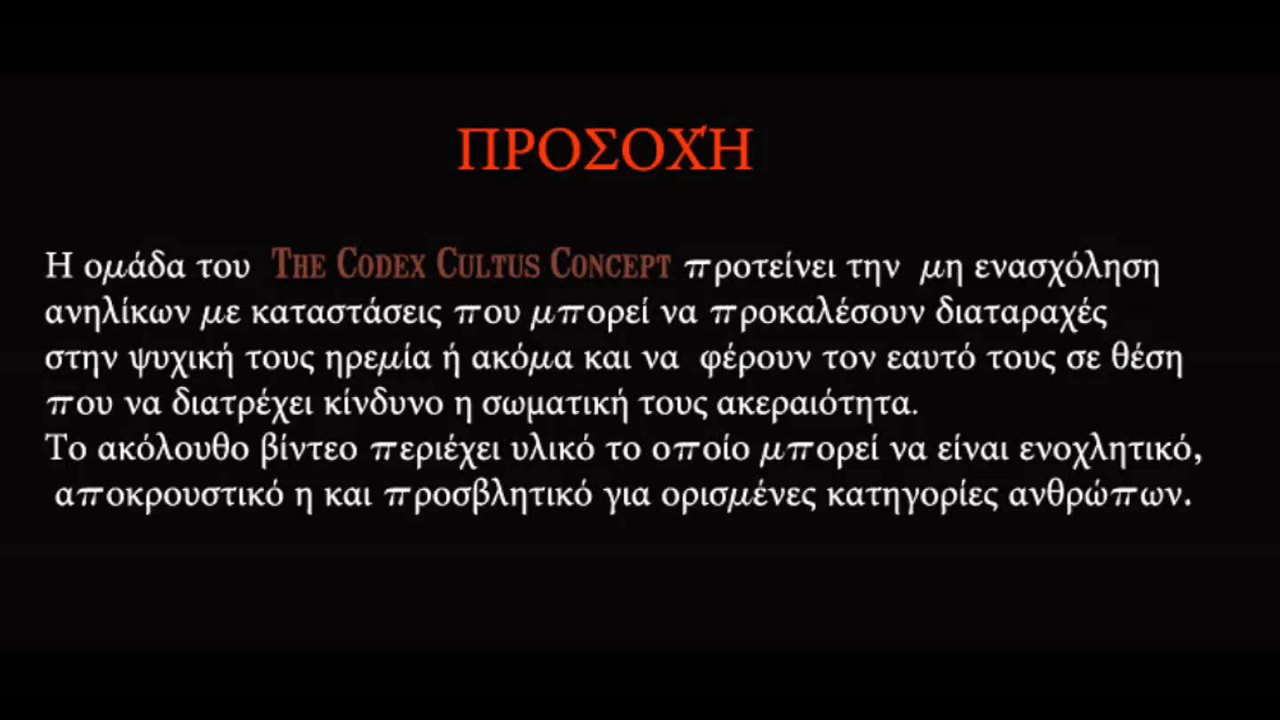 ΠΡΟΣΟΧΉ
Η ομάδα του The Codex Cultus Concept προτείνει την μη ενασχόληση
ανηλίκων με καταστάσεις που μπορεί να προκαλέσουν διαταραχές
στην ψυχική τους ηρεμία ή ακόμα και να φέρουν τον εαυτό τους σε θέση
που να διατρέχει κίνδυνο η σωματική τους ακεραιότητα.
Το ακόλουθο βίντεο περιέχει υλικό το οποίο μπορεί να είναι ενοχλητικό,
αποκρουστικό η και προσβλητικό για ορισμένες κατηγορίες ανθρώπων.